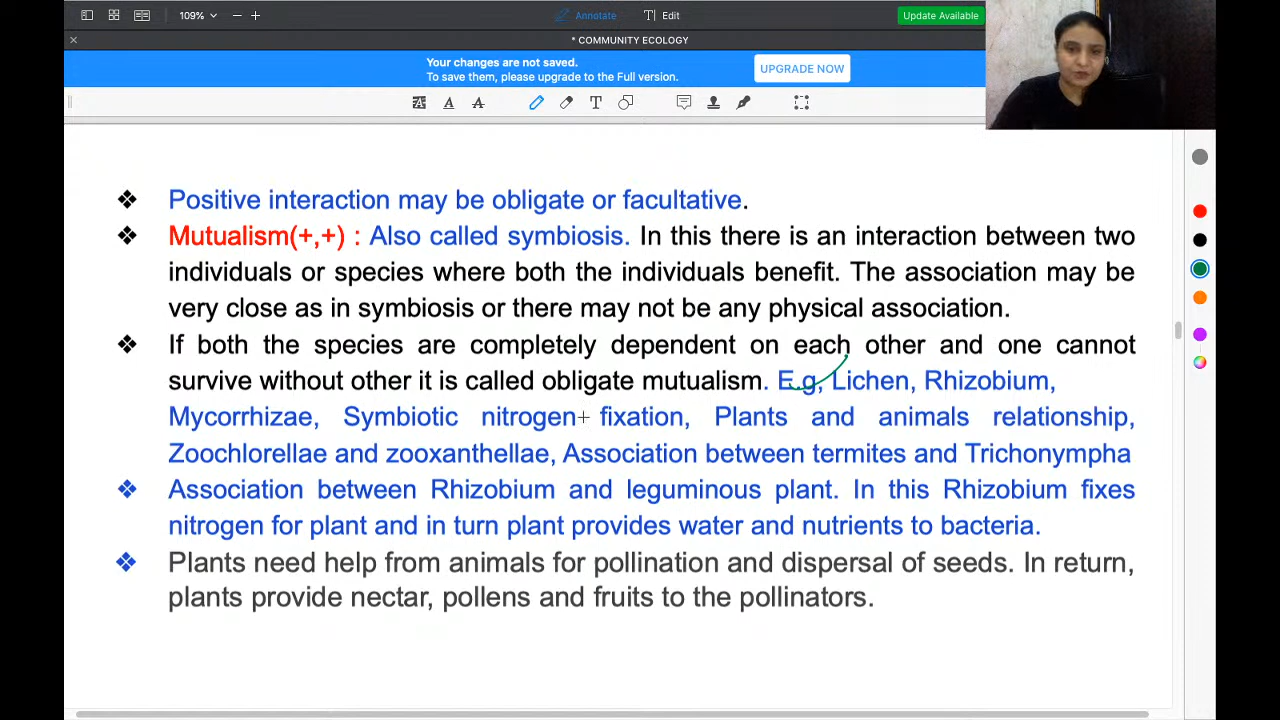 109%
Annotate
Edit
Update Available
* COMMUNITY ECOLOGY
Your changes are not saved.
To save them, please upgrade to the Full version.
UPGRADE NOW
❖ Positive interaction may be obligate or facultative.
❖ Mutualism(+,+) : Also called symbiosis. In this there is an interaction between two
individuals or species where both the individuals benefit. The association may be
very close as in symbiosis or there may not be any physical association.
❖ If both the species are completely dependent on each other and one cannot
survive without other it is called obligate mutualism. E.g, Lichen, Rhizobium,
Mycorrhizae, Symbiotic nitrogen fixation, Plants and animals relationship,
Zoochlorellae and zooxanthellae, Association between termites and Trichonympha
❖ Association between Rhizobium and leguminous plant. In this Rhizobium fixes
nitrogen for plant and in turn plant provides water and nutrients to bacteria.
❖ Plants need help from animals for pollination and dispersal of seeds. In return,
plants provide nectar, pollens and fruits to the pollinators.